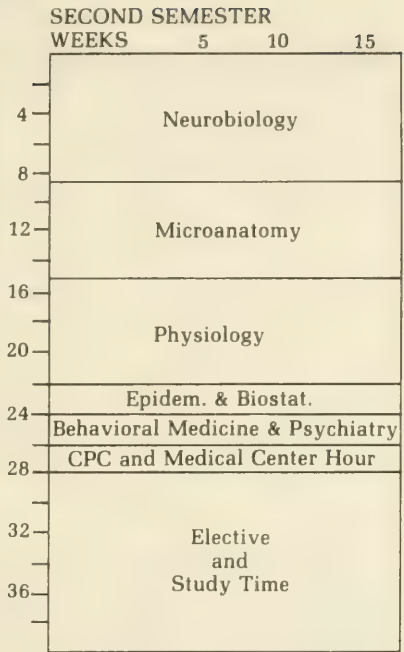 SECOND SEMESTER
WEEKS 5 10 15
4
Neurobiology
8
12
Microanatomy
16
Physiology
20
Epidem. & Biostat.
24
Behavioral Medicine & Psychiatry
CPC and Medical Center Hour
28
32
Elective
and
Study Time
36